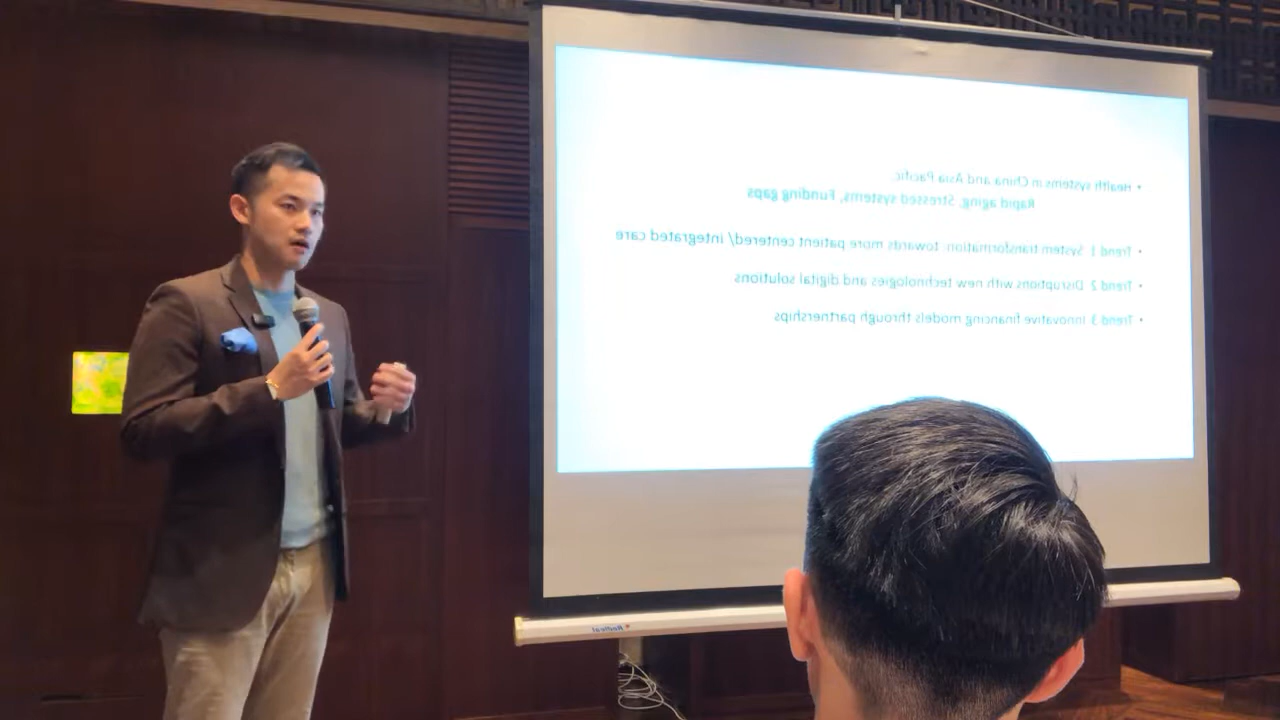 • Health systems in China and Asia Pacific:
Rapid aging, Stressed systems, Funding gaps
• Trend 1: System transformation: towards more patient centered/ integrated care
• Trend 2: Disruptions with new technologies and digital solutions
• Trend 3: Innovative financing models through partnerships
Redleaf